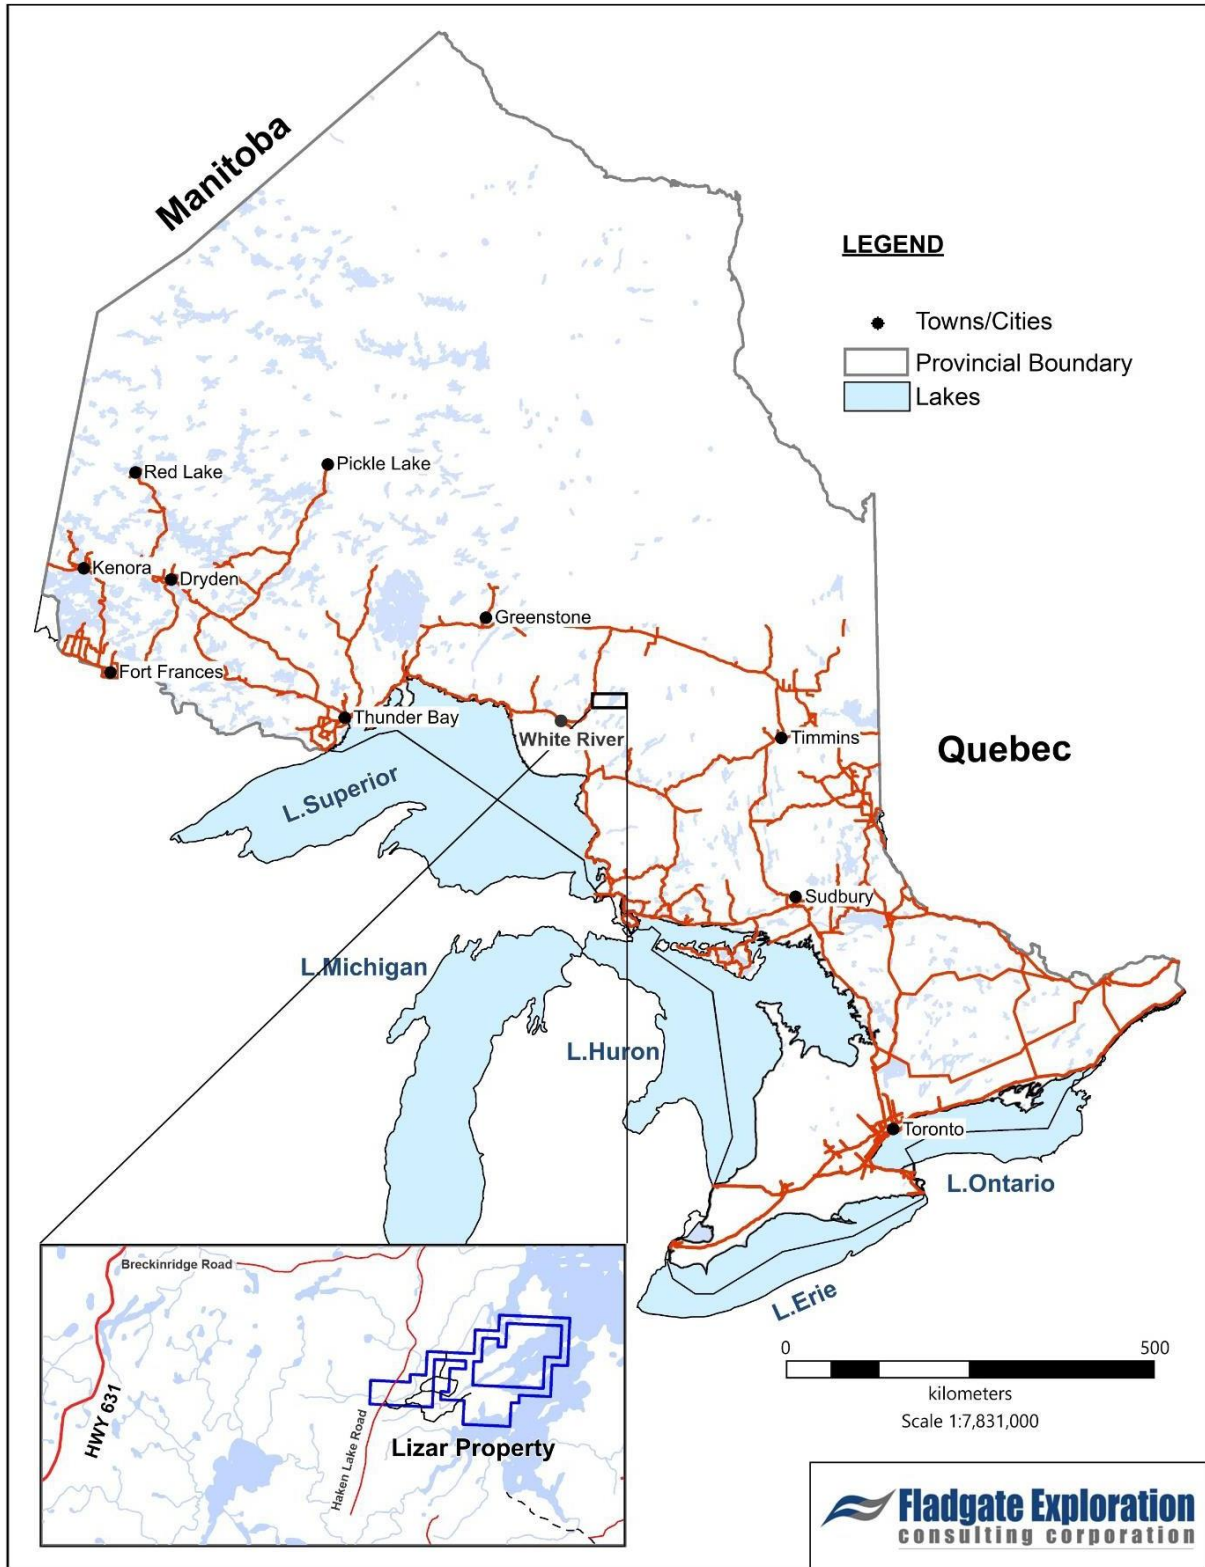 Manitoba
LEGEND
Towns/Cities
Provincial Boundary
Lakes
Red Lake
Pickle Lake
Kenora
Dryden
Greenstone
Fort Frances
Thunder Bay
White River
Timmins
Quebec
L.Superior
Sudbury
L.Michigan
L.Huron
Toronto
L.Ontario
L.Erie
Breckinridge Road
HWY 631
Haken Lake Road
Lizar Property
0 500
kilometers
Scale 1:7,831,000
Fladgate Exploration
consulting corporation